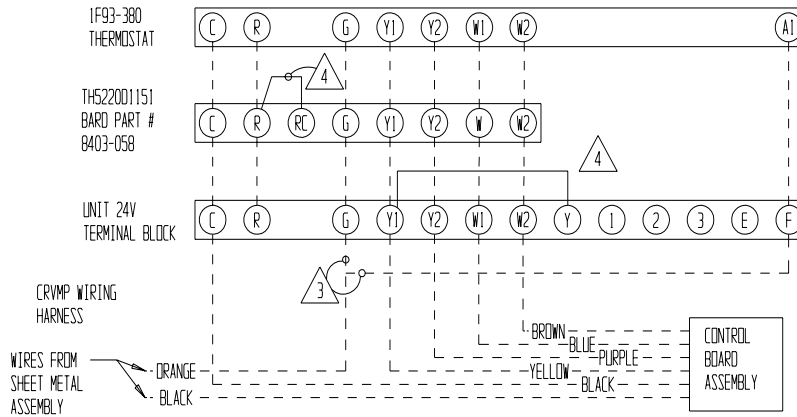 1F93-380
THERMOSTAT
C R G Y1 Y2 W1 W2 A1
4
TH5220D1151
BARD PART #
8403-058
C R RC G Y1 Y2 W W2
4
UNIT 24V
TERMINAL BLOCK
C R G Y1 Y2 W1 W2 Y 1 2 3 E F
3
CRVMP WIRING
HARNESS
BROWN
BLUE
PURPLE
YELLOW
BLACK
CONTROL
BOARD
ASSEMBLY
WIRES FROM
SHEET METAL
ASSEMBLY
ORANGE
BLACK